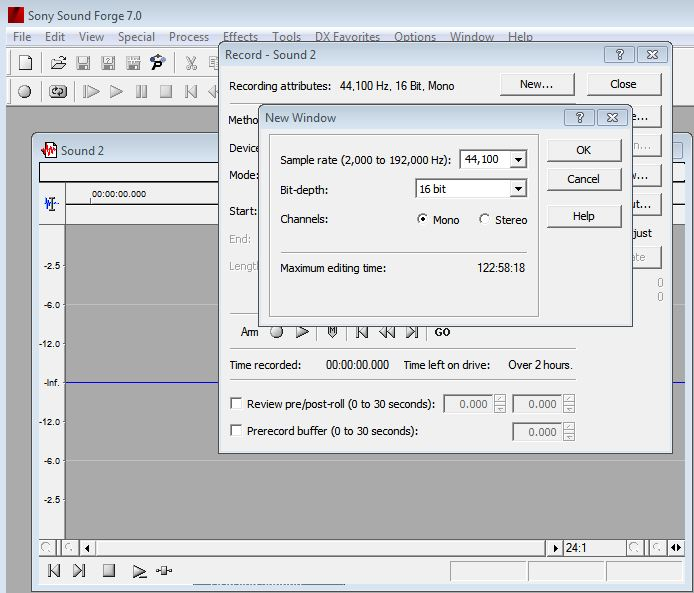 Sony Sound Forge 7.0
File Edit View Special Process Effects Tools DX Favorites Options Window Help
Record - Sound 2
Recording attributes: 44,100 Hz, 16 Bit, Mono
New...
Close
New Window
Sample rate (2,000 to 192,000 Hz): 44,100
OK
Bit-depth: 16 bit
Cancel
Channels: Mono Stereo
Help
Maximum editing time: 122:58:18
Mode:
Start:
End:
Arm GO
Time recorded: 00:00:00.000 Time left on drive: Over 2 hours.
Review pre/post-roll (0 to 30 seconds): 0.000 0.000
Prerecord buffer (0 to 30 seconds): 0.000
0
0
Sound 2
00:00:00.000
-2.5
-6.0
-12.0
-Inf.
-12.0
-6.0
-2.5
24:1